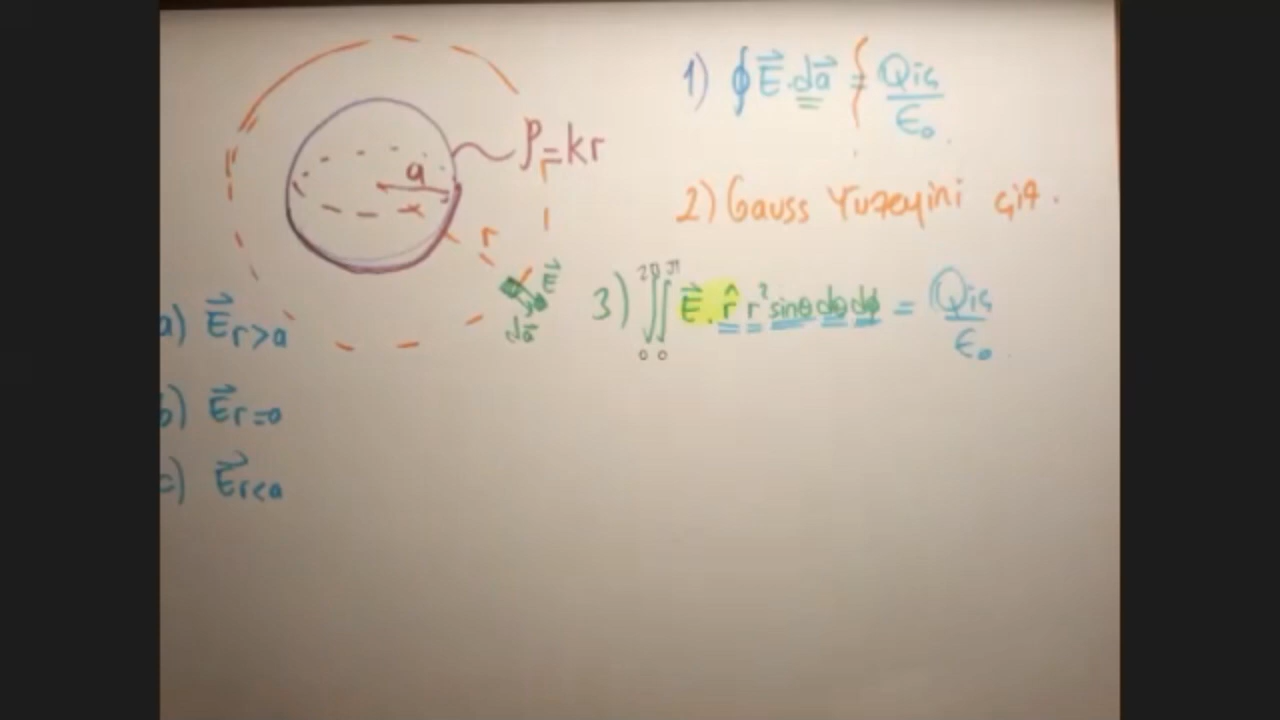 a
ρ=kr
r
r
E⃗
da⃗
1) ∮E⃗.da⃗ = Qiç/ε₀
2) Gauss Yüzeyini çiz.
3) ∫₀^2π ∫₀^π E⃗.r̂ r² sinθ dθ dϕ = Qiç/ε₀
a) E⃗r>a
b) E⃗r=a
c) E⃗r<a